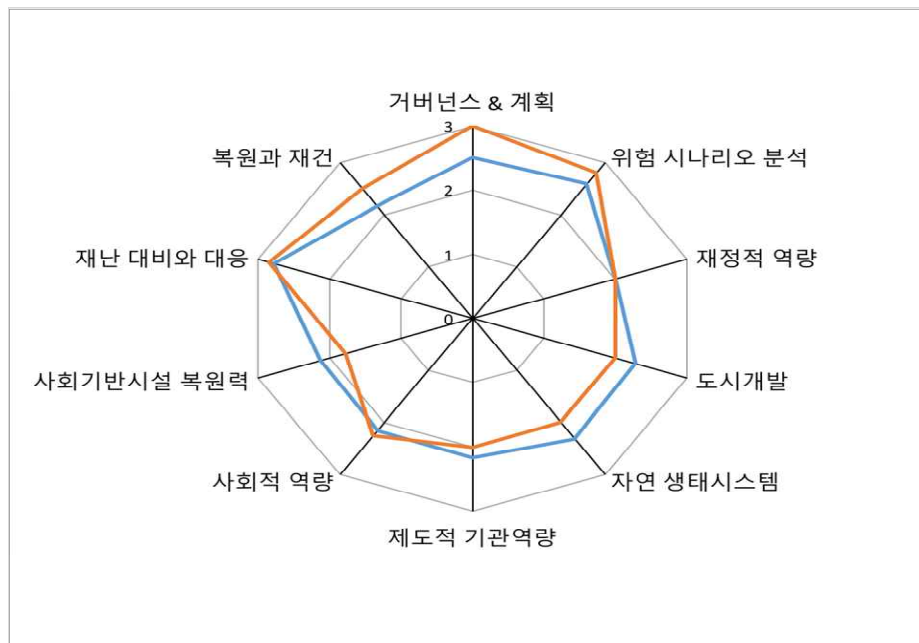 거버넌스 & 계획
3
복원과 재건
위험 시나리오 분석
2
재난 대비와 대응
재정적 역량
1
0
사회기반시설 복원력
도시개발
사회적 역량
자연 생태시스템
제도적 기관역량